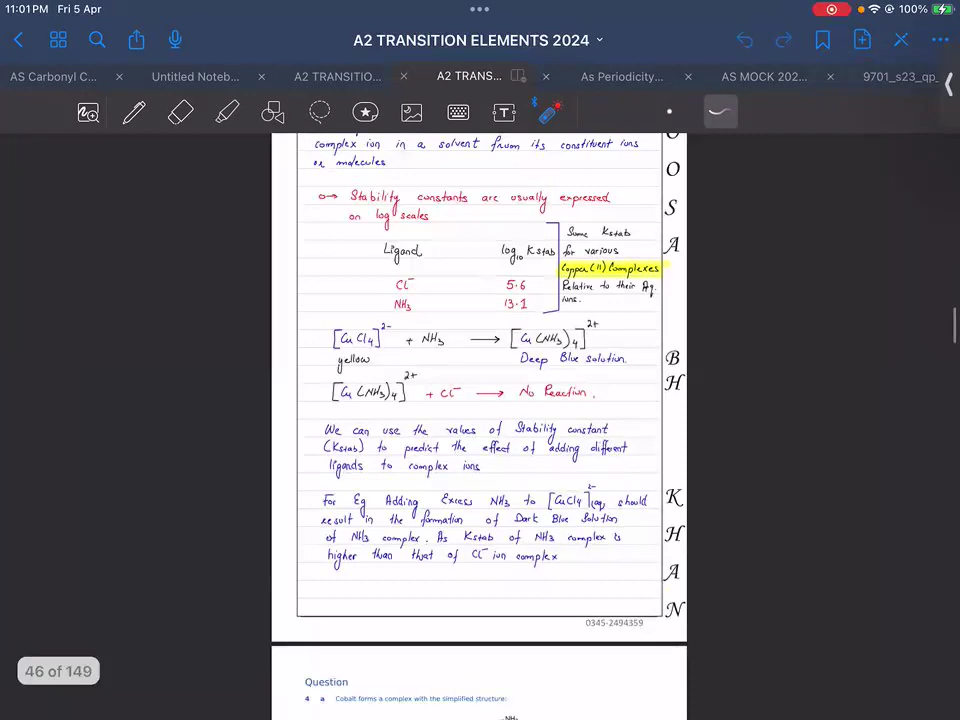 11:01PM Fri 5 Apr
100%
A2 TRANSITION ELEMENTS 2024
AS Carbonyl C...
Untitled Noteb...
A2 TRANSITIO...
A2 TRANS...
As Periodicity...
AS MOCK 202...
9701_s23_qp_
complex ion in a solvent from its constituent ions
or molecules
Stability constants are usually expressed
on log scales
Ligand log₁₀ Kstab
Cl⁻ 5.6
NH₃ 13.1
Some Kstab
for various
Copper (II) Complexes
Relative to their Aq.
ions.
[CuCl₄]²⁻ + NH₃ → [Cu(NH₃)₄]²⁺
yellow Deep Blue solution.
[Cu(NH₃)₄]²⁺ + Cl⁻ → No Reaction.
We can use the values of Stability constant
(Kstab) to predict the effect of adding different
ligands to complex ions
For Eg Adding Excess NH₃ to [CuCl₄]²⁻(aq) should
result in the formation of Dark Blue Solution
of NH₃ complex. As Kstab of NH₃ complex is
higher than that of Cl⁻ ion complex
O
O
S
A
B
H
K
H
A
N
0345-2494359
46 of 149
Question
4 a Cobalt forms a complex with the simplified structure:
NH₃